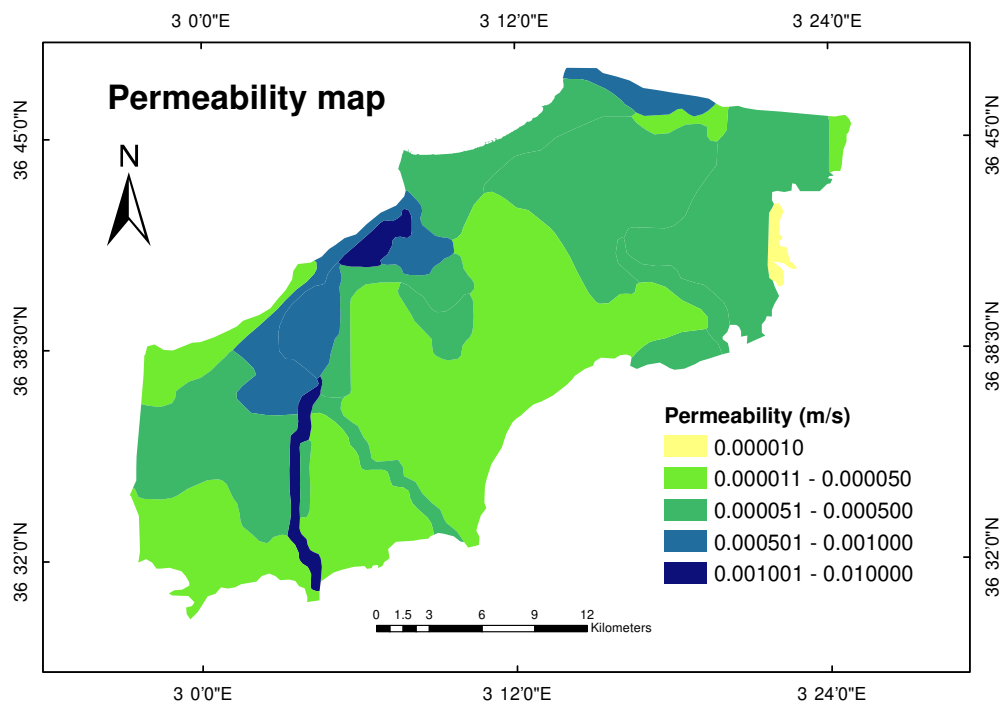 3 0'0"E 3 12'0"E 3 24'0"E
Permeability map
N
36 45'0"N 36 45'0"N
36 38'30"N 36 38'30"N
36 32'0"N 36 32'0"N
Permeability (m/s)
0.000010
0.000011 - 0.000050
0.000051 - 0.000500
0.000501 - 0.001000
0.001001 - 0.010000
0 1.5 3 6 9 12
Kilometers
3 0'0"E 3 12'0"E 3 24'0"E